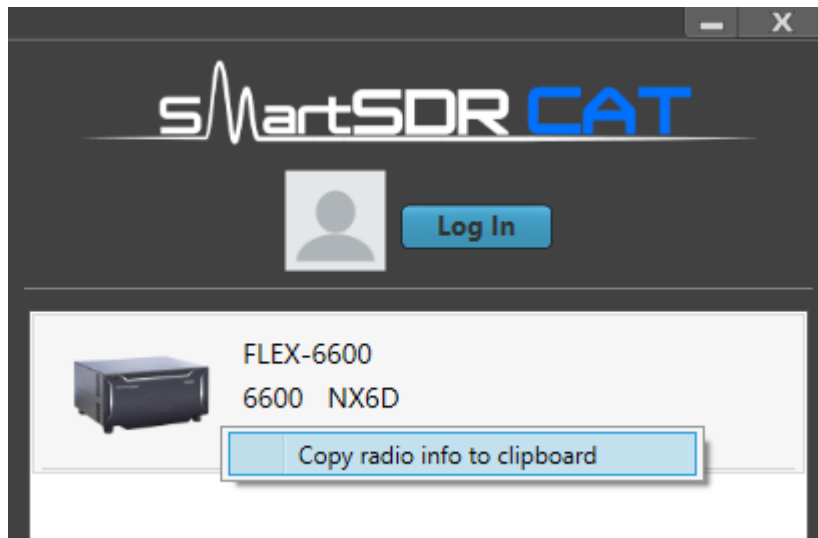 sMartSDR CAT
Log In
FLEX-6600
6600 NX6D
Copy radio info to clipboard